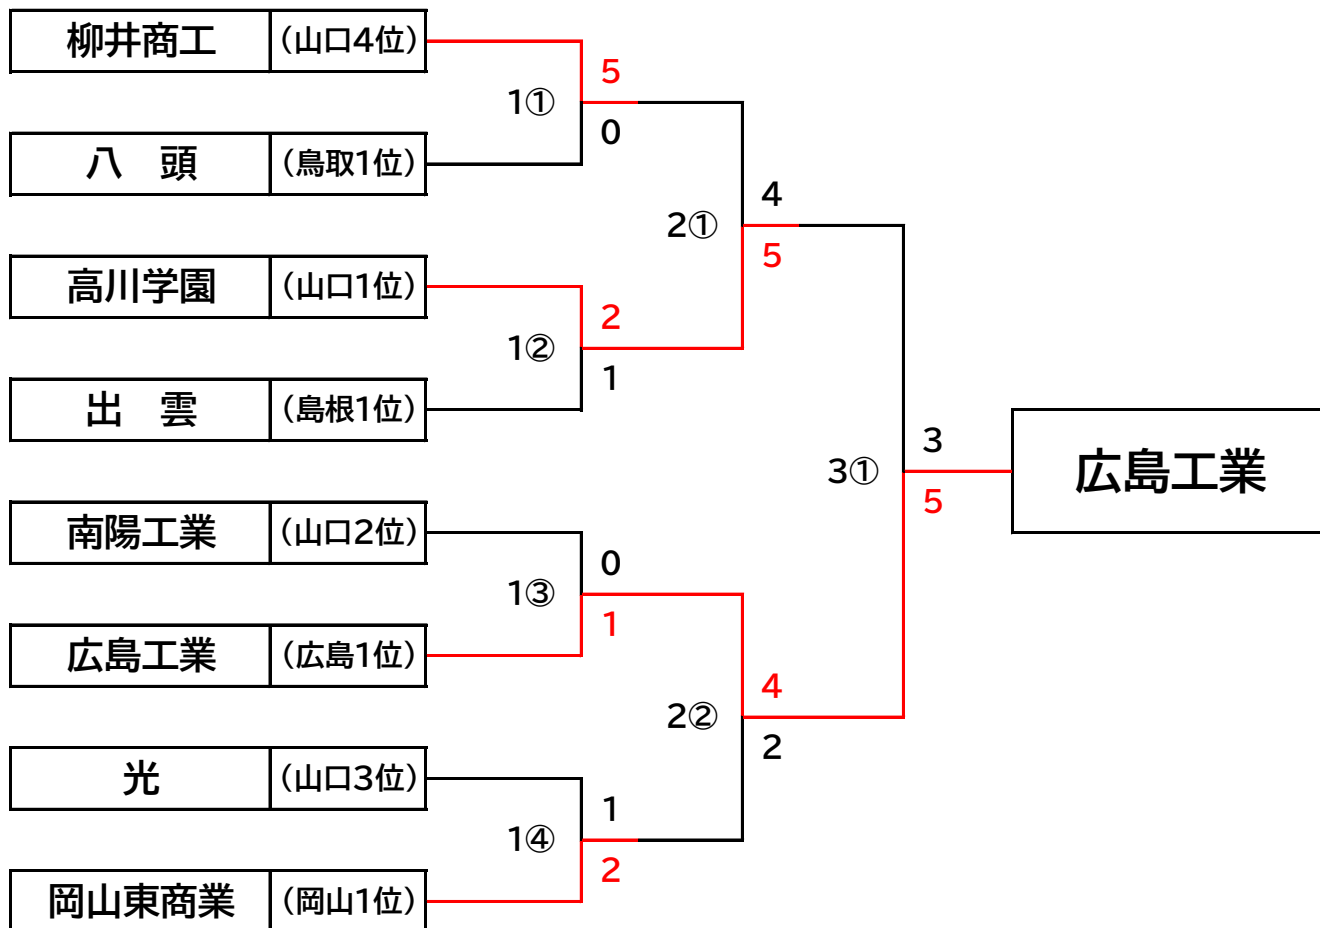 柳井商工 (山口4位)
5
1①
0
八　頭 (鳥取1位)
4
2①
5
高川学園 (山口1位)
2
1②
1
出　雲 (島根1位)
3
3①
広島工業
5
南陽工業 (山口2位)
0
1③
1
広島工業 (広島1位)
4
2②
2
光 (山口3位)
1
1④
2
岡山東商業 (岡山1位)